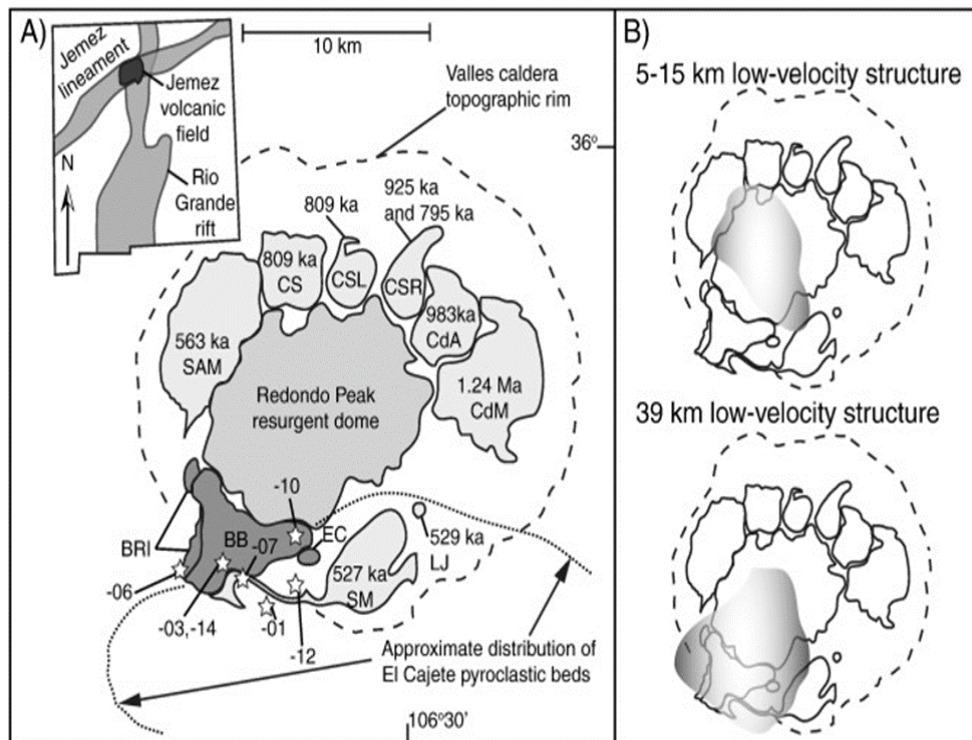 A)
Jemez
lineament
Jemez
volcanic
field
N
Rio
Grande
rift
10 km
Valles caldera
topographic rim
36º
925 ka
and 795 ka
809 ka
809 ka
CS
CSL
CSR
983ka
CdA
563 ka
SAM
1.24 Ma
CdM
Redondo Peak
resurgent dome
-10
EC
BRI
BB
-07
529 ka
LJ
527 ka
SM
-06
-03,-14
-01
-12
Approximate distribution of
El Cajete pyroclastic beds
106º30’
B)
5-15 km low-velocity structure
39 km low-velocity structure